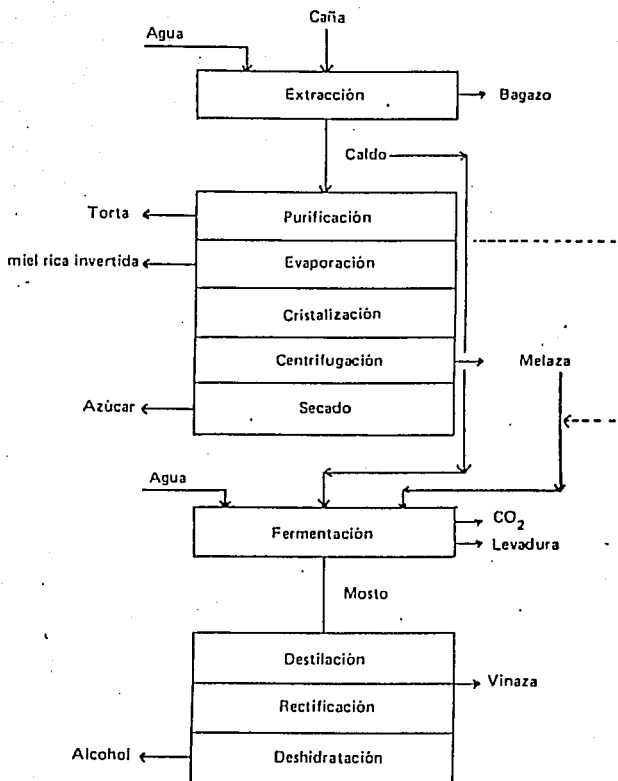 Caña
Agua
Extracción
Bagazo
Caldo
Torta
Purificación
miel rica invertida
Evaporación
Cristalización
Centrifugación
Melaza
Azúcar
Secado
Agua
Fermentación
CO₂
Levadura
Mosto
Destilación
Vinaza
Rectificación
Alcohol
Deshidratación